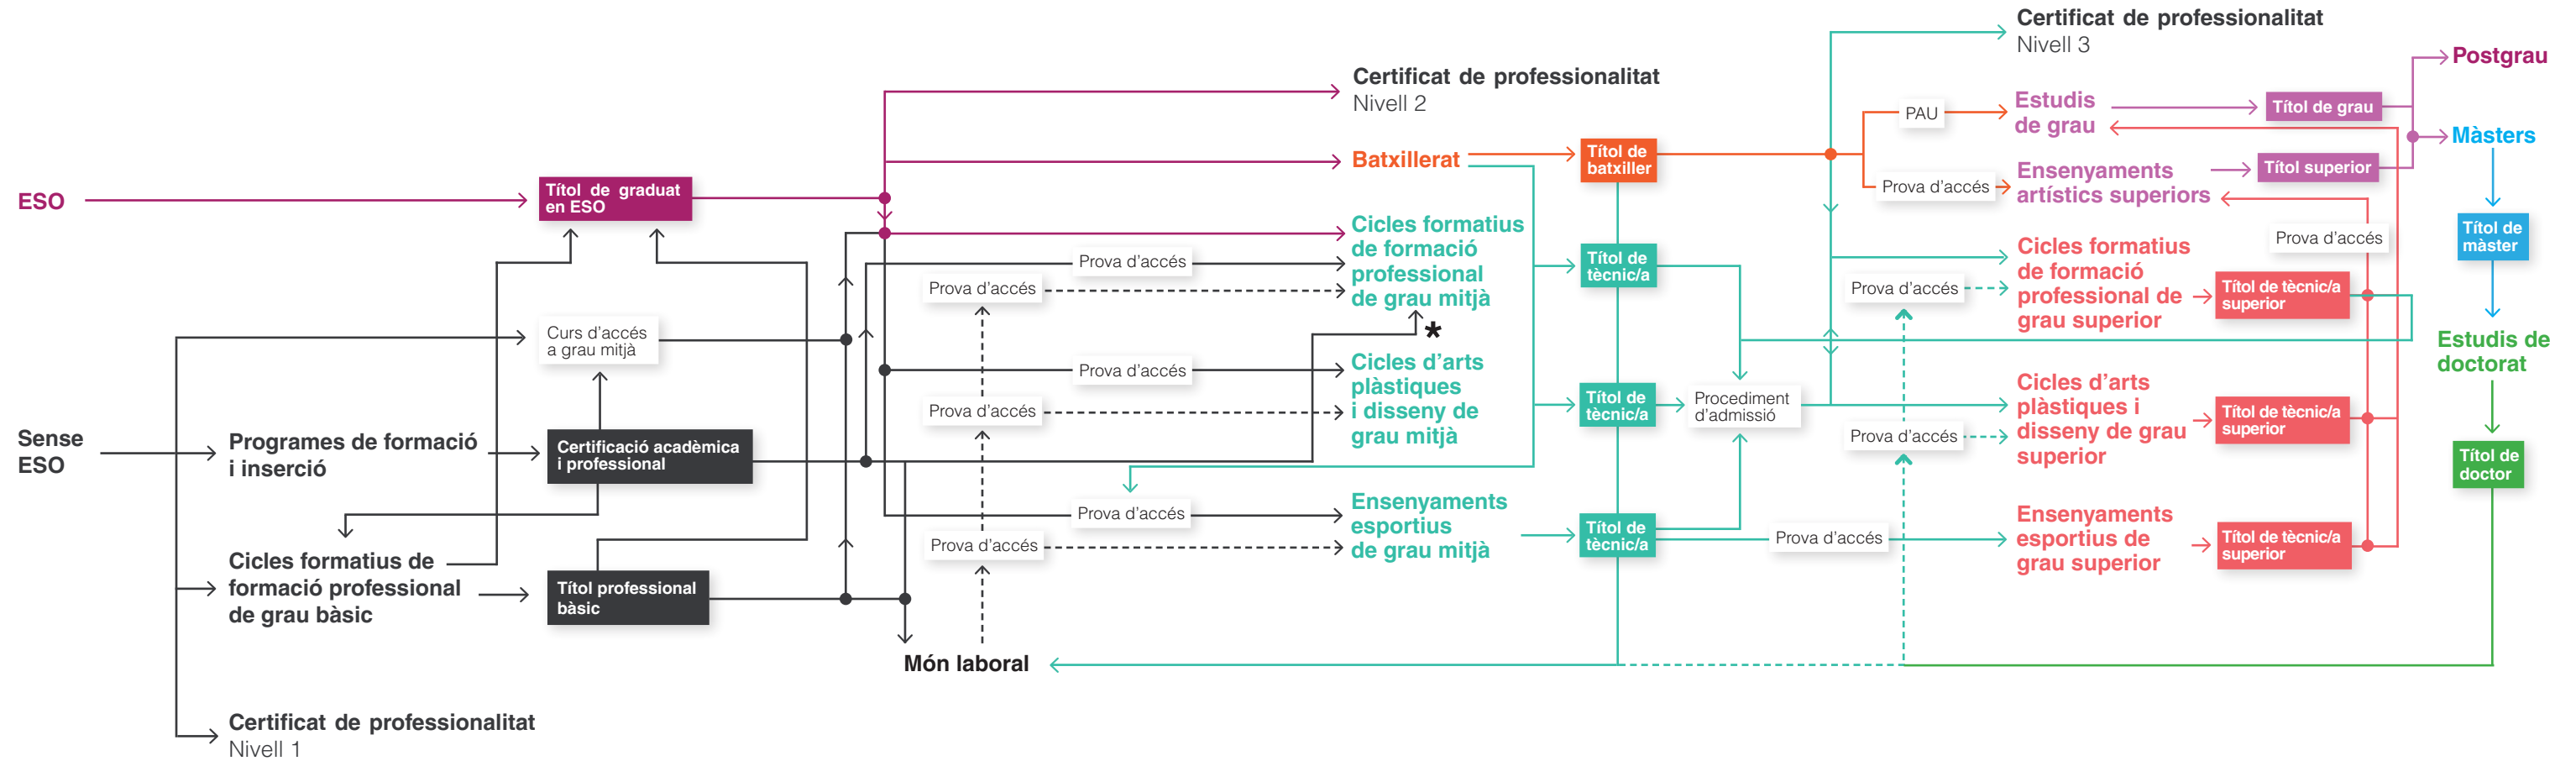 ESO
Sense
ESO
Programes de formació
i inserció
Cicles formatius de
formació professional
de grau bàsic
Certificat de professionalitat
Nivell 1
Títol de graduat
en ESO
Curs d'accés
a grau mitjà
Certificació acadèmica
i professional
Títol professional
bàsic
Món laboral
Prova d'accés
Prova d'accés
Prova d'accés
Prova d'accés
Prova d'accés
Prova d'accés
Certificat de professionalitat
Nivell 2
Batxillerat
Cicles formatius
de formació
professional
de grau mitjà
*
Cicles d'arts
plàstiques
i disseny de
grau mitjà
Ensenyaments
esportius
de grau mitjà
Títol de
batxiller
Títol de
tècnic/a
Títol de
tècnic/a
Títol de
tècnic/a
Procediment
d'admissió
Prova d'accés
PAU
Prova d'accés
Prova d'accés
Prova d'accés
Certificat de professionalitat
Nivell 3
Estudis
de grau
Ensenyaments
artístics superiors
Cicles formatius
de formació
professional de
grau superior
Cicles d'arts
plàstiques i
disseny de grau
superior
Ensenyaments
esportius de
grau superior
Títol de grau
Títol superior
Prova d'accés
Títol de tècnic/a
superior
Títol de tècnic/a
superior
Títol de tècnic/a
superior
Postgrau
Màsters
Títol de
màster
Estudis de
doctorat
Títol de
doctor